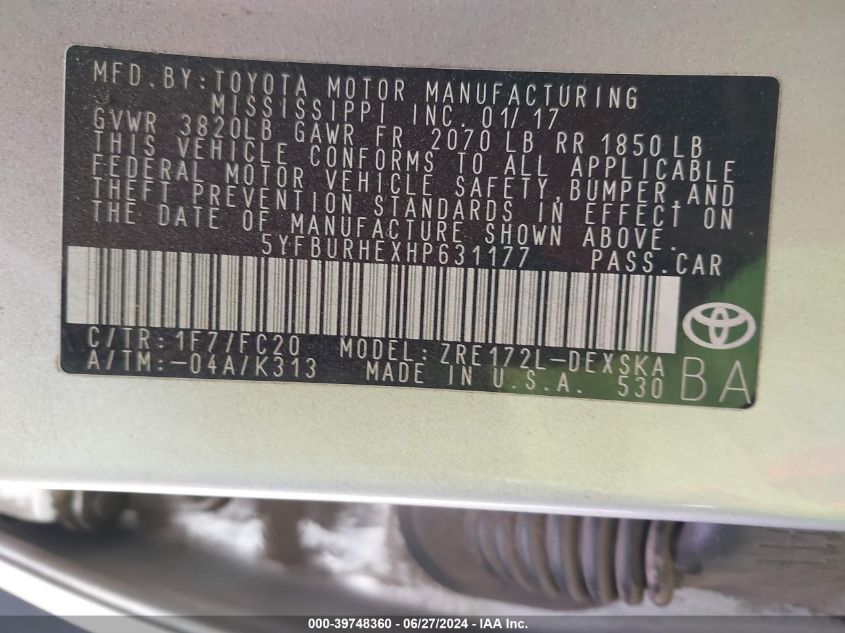 MFD.BY:TOYOTA MOTOR MANUFACTURING
MISSISSIPPI INC. 01/17
GVWR 3820LB GAWR FR 2070 LB RR 1850 LB
THIS VEHICLE CONFORMS TO ALL APPLICABLE
FEDERAL MOTOR VEHICLE SAFETY, BUMPER,AND
THEFT PREVENTION STANDARDS IN EFFECT ON
THE DATE OF MANUFACTURE SHOWN ABOVE.
5YFBURHEXHP631177 PASS.CAR
C/TR: 1F7/FC20 MODEL: ZRE172L-DEXSKA
A/TM:-04A/K313 MADE IN U.S.A. 530
BA
000-39748360 - 06/27/2024 - IAA Inc.